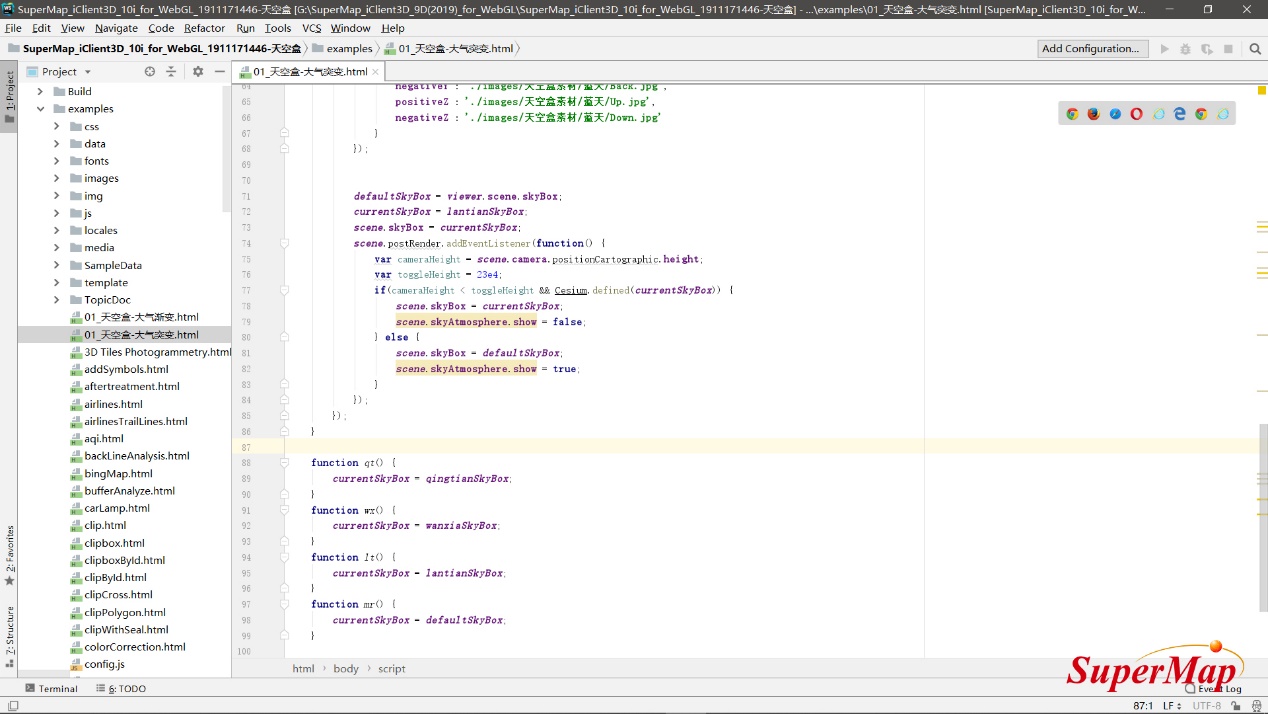 SuperMap_iClient3D_10i_for_WebGL_1911171446-天空盒 [G:\SuperMap_iClient3D_9D(2019)_for_WebGL\SuperMap_iClient3D_10i_for_WebGL_1911171446-天空盒] - ...\examples\01_天空盒-大气突变.html [SuperMap_iClient3D_10i_for_W...
File Edit View Navigate Code Refactor Run Tools VCS Window Help
SuperMap_iClient3D_10i_for_WebGL_1911171446-天空盒 examples 01_天空盒-大气突变.html
Add Configuration...
1: Project
2: Favorites
7: Structure
Project
Build
examples
css
data
fonts
images
img
js
locales
media
SampleData
template
TopicDoc
01_天空盒-大气渐变.html
01_天空盒-大气突变.html
3D Tiles Photogrammetry.html
addSymbols.html
aftertreatment.html
airlines.html
airlinesTrailLines.html
aqi.html
backLineAnalysis.html
bingMap.html
bufferAnalyze.html
carLamp.html
clip.html
clipbox.html
clipboxById.html
clipById.html
clipCross.html
clipPolygon.html
clipWithSeal.html
colorCorrection.html
config.js
01_天空盒-大气突变.html
64 negativeY : './images/天空盒素材/蓝天/Back.jpg',
65 positiveZ : './images/天空盒素材/蓝天/Up.jpg',
66 negativeZ : './images/天空盒素材/蓝天/Down.jpg'
67 }
68 });
69
70
71 defaultSkyBox = viewer.scene.skyBox;
72 currentSkyBox = lantianSkyBox;
73 scene.skyBox = currentSkyBox;
74 scene.postRender.addEventListener(function() {
75 var cameraHeight = scene.camera.positionCartographic.height;
76 var toggleHeight = 23e4;
77 if(cameraHeight < toggleHeight && Cesium.defined(currentSkyBox)) {
78 scene.skyBox = currentSkyBox;
79 scene.skyAtmosphere.show = false;
80 } else {
81 scene.skyBox = defaultSkyBox;
82 scene.skyAtmosphere.show = true;
83 }
84 });
85 });
86 }
87
88 function qt() {
89 currentSkyBox = qingtianSkyBox;
90 }
91 function wx() {
92 currentSkyBox = wanxiaSkyBox;
93 }
94 function lt() {
95 currentSkyBox = lantianSkyBox;
96 }
97 function mr() {
98 currentSkyBox = defaultSkyBox;
99 }
100
html body script
SuperMap
Terminal 6: TODO Event Log
87:1 LF UTF-8